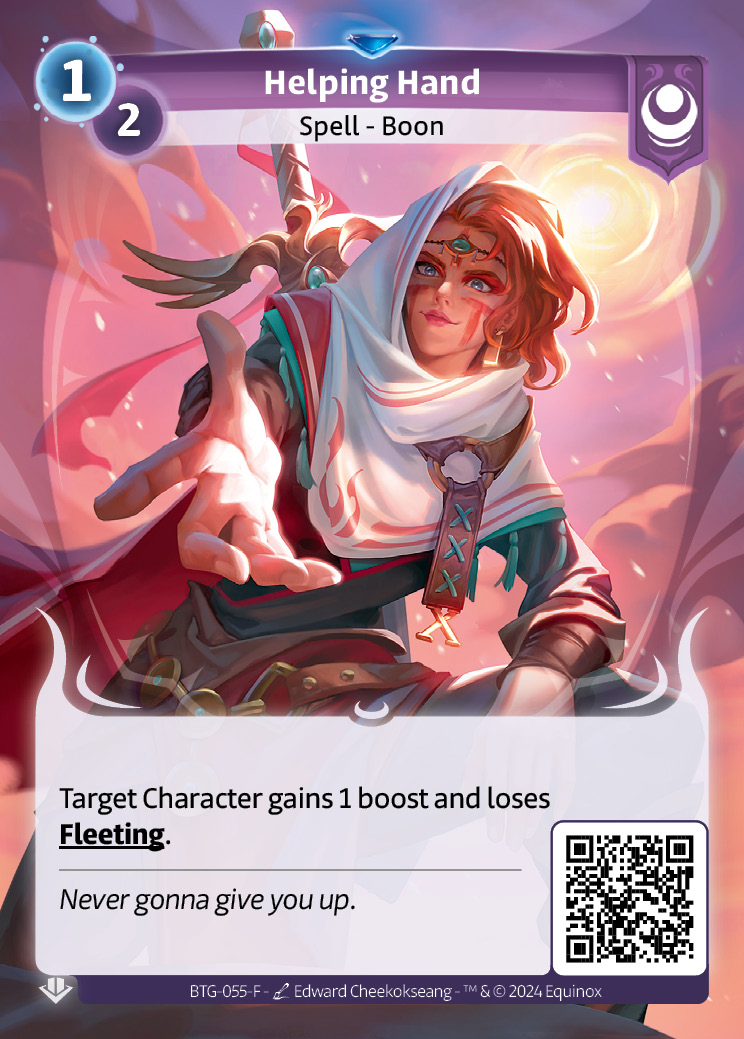 1
Helping Hand
2
Spell - Boon
Target Character gains 1 boost and loses
Fleeting.
Never gonna give you up.
BTG-055-F - Edward Cheekokseang - ™ & © 2024 Equinox